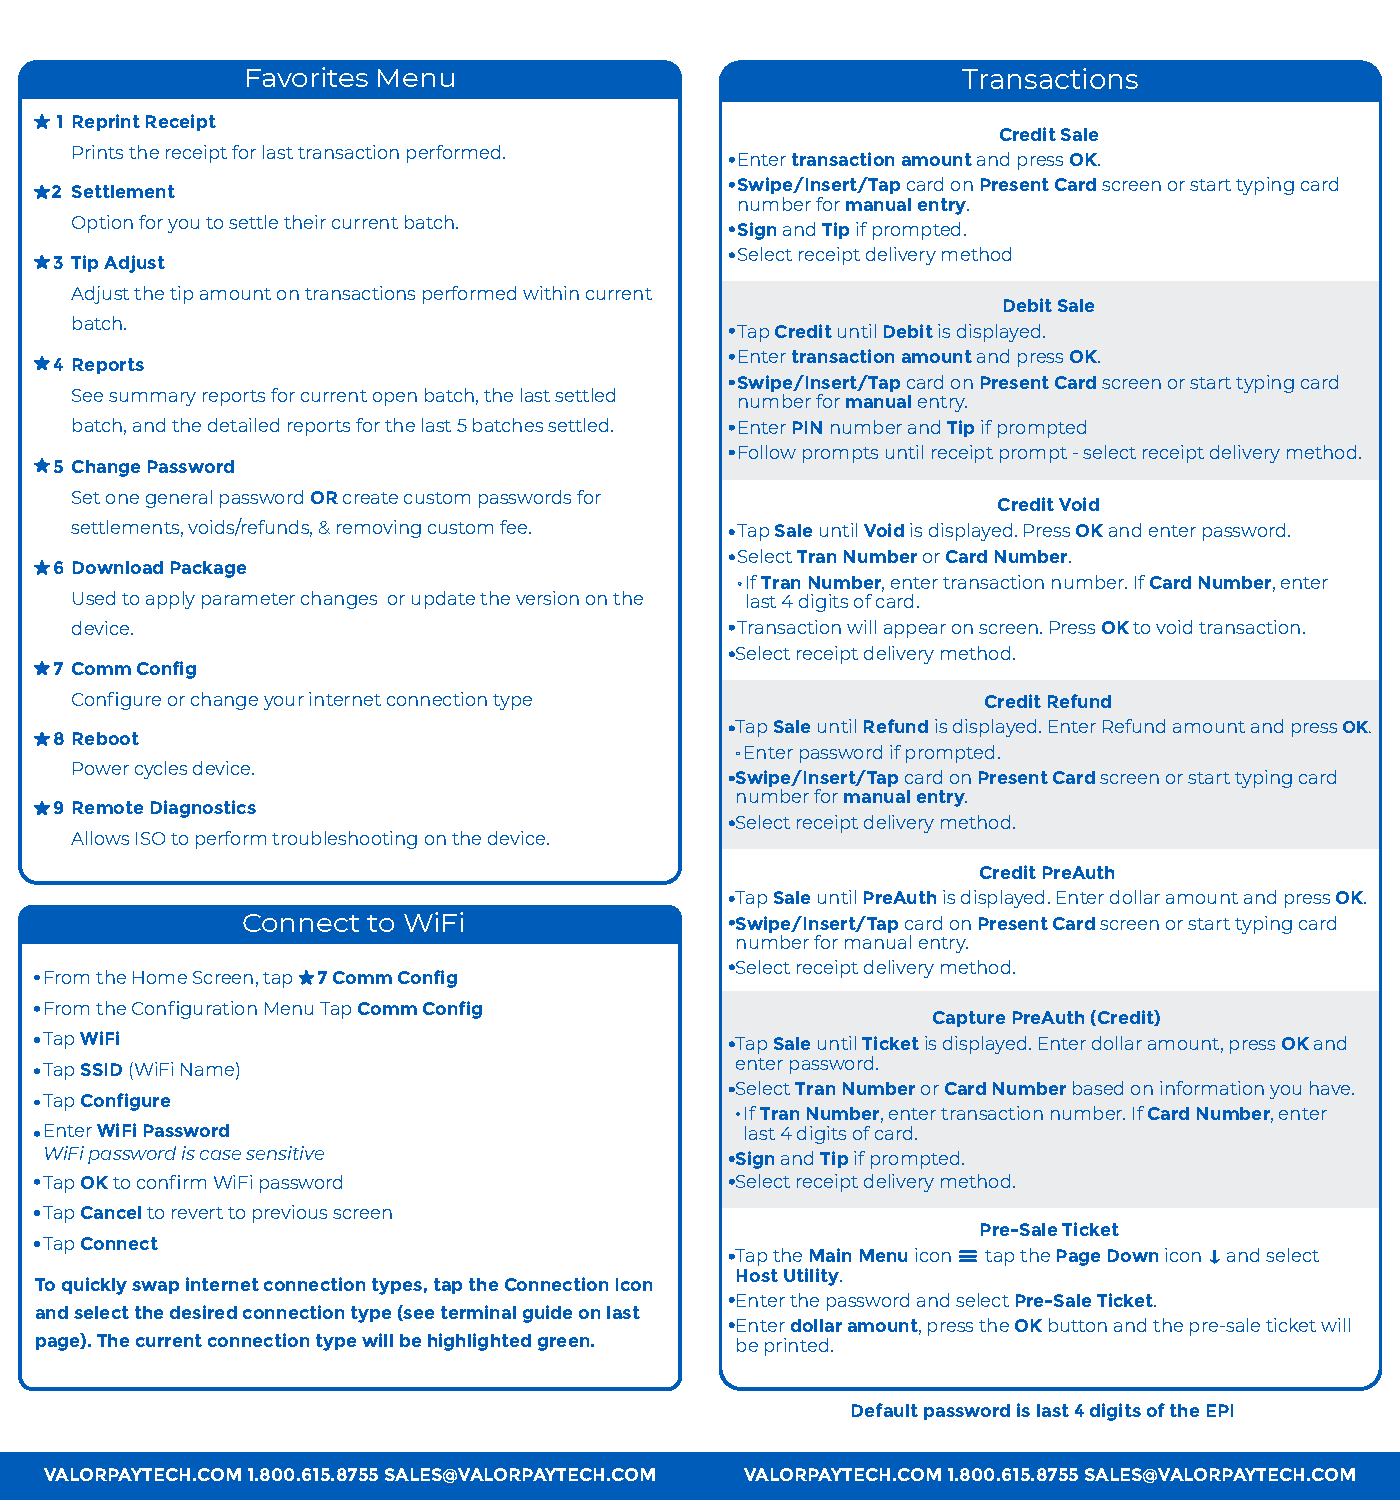 Favorites Menu
★ 1 Reprint Receipt
Prints the receipt for last transaction performed.
★2 Settlement
Option for you to settle their current batch.
★3 Tip Adjust
Adjust the tip amount on transactions performed within current
batch.
★4 Reports
See summary reports for current open batch, the last settled
batch, and the detailed reports for the last 5 batches settled.
★5 Change Password
Set one general password OR create custom passwords for
settlements, voids/refunds, & removing custom fee.
★6 Download Package
Used to apply parameter changes or update the version on the
device.
★7 Comm Config
Configure or change your internet connection type
★8 Reboot
Power cycles device.
★9 Remote Diagnostics
Allows ISO to perform troubleshooting on the device.
Connect to WiFi
•From the Home Screen, tap ★7 Comm Config
•From the Configuration Menu Tap Comm Config
•Tap WiFi
•Tap SSID (WiFi Name)
•Tap Configure
•Enter WiFi Password
WiFi password is case sensitive
•Tap OK to confirm WiFi password
•Tap Cancel to revert to previous screen
•Tap Connect
To quickly swap internet connection types, tap the Connection Icon
and select the desired connection type (see terminal guide on last
page). The current connection type will be highlighted green.
Transactions
Credit Sale
•Enter transaction amount and press OK.
•Swipe/Insert/Tap card on Present Card screen or start typing card
number for manual entry.
•Sign and Tip if prompted.
•Select receipt delivery method
Debit Sale
•Tap Credit until Debit is displayed.
•Enter transaction amount and press OK.
•Swipe/Insert/Tap card on Present Card screen or start typing card
number for manual entry.
•Enter PIN number and Tip if prompted
•Follow prompts until receipt prompt - select receipt delivery method.
Credit Void
•Tap Sale until Void is displayed. Press OK and enter password.
•Select Tran Number or Card Number.
◦If Tran Number, enter transaction number. If Card Number, enter
last 4 digits of card.
•Transaction will appear on screen. Press OK to void transaction.
•Select receipt delivery method.
Credit Refund
•Tap Sale until Refund is displayed. Enter Refund amount and press OK.
◦Enter password if prompted.
•Swipe/Insert/Tap card on Present Card screen or start typing card
number for manual entry.
•Select receipt delivery method.
Credit PreAuth
•Tap Sale until PreAuth is displayed. Enter dollar amount and press OK.
•Swipe/Insert/Tap card on Present Card screen or start typing card
number for manual entry.
•Select receipt delivery method.
Capture PreAuth (Credit)
•Tap Sale until Ticket is displayed. Enter dollar amount, press OK and
enter password.
•Select Tran Number or Card Number based on information you have.
◦If Tran Number, enter transaction number. If Card Number, enter
last 4 digits of card.
•Sign and Tip if prompted.
•Select receipt delivery method.
Pre-Sale Ticket
•Tap the Main Menu icon ☰ tap the Page Down icon ↓ and select
Host Utility.
•Enter the password and select Pre-Sale Ticket.
•Enter dollar amount, press the OK button and the pre-sale ticket will
be printed.
Default password is last 4 digits of the EPI
VALORPAYTECH.COM 1.800.615.8755 SALES@VALORPAYTECH.COM
VALORPAYTECH.COM 1.800.615.8755 SALES@VALORPAYTECH.COM